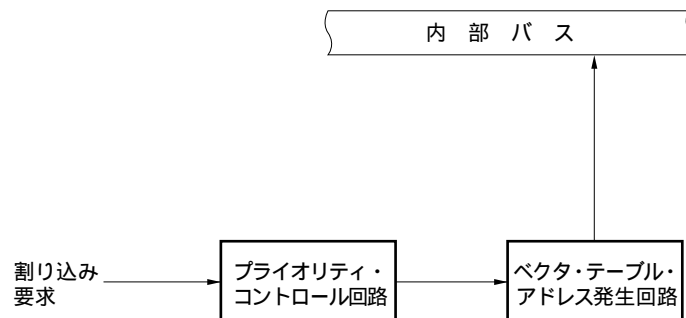 内部バス
割り込み
要求
プライオリティ・
コントロール回路
ベクタ・テーブル・
アドレス発生回路